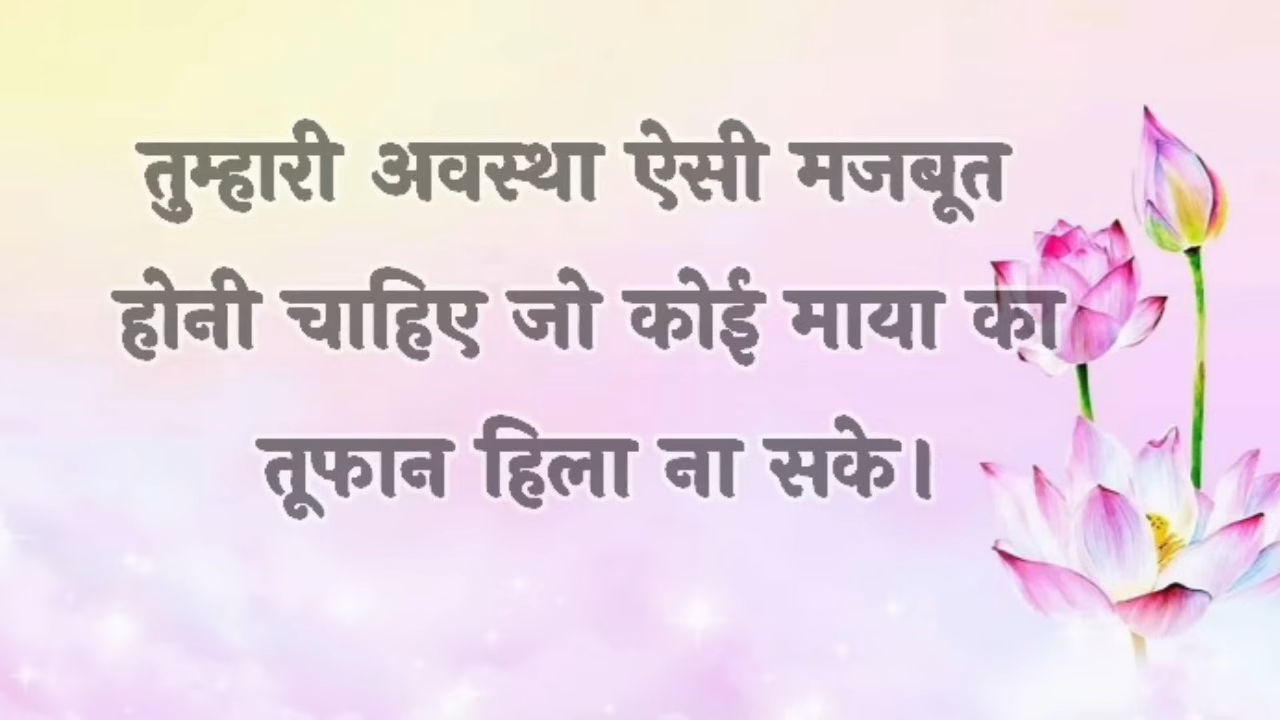 तुम्हारी अवस्था ऐसी मजबूत
होनी चाहिए जो कोई माया का
तूफान हिला ना सके।